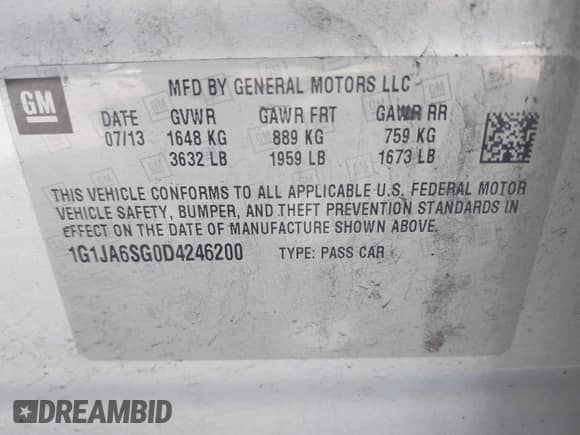 GM
MFD BY GENERAL MOTORS LLC
DATE GVWR GAWR FRT GAWR RR
07/13 1648 KG 889 KG 759 KG
3632 LB 1959 LB 1673 LB
THIS VEHICLE CONFORMS TO ALL APPLICABLE U.S. FEDERAL MOTOR
VEHICLE SAFETY, BUMPER, AND THEFT PREVENTION STANDARDS IN
EFFECT ON THE DATE OF MANUFACTURE SHOWN ABOVE.
1G1JA6SG0D4246200 TYPE: PASS CAR
DREAMBID